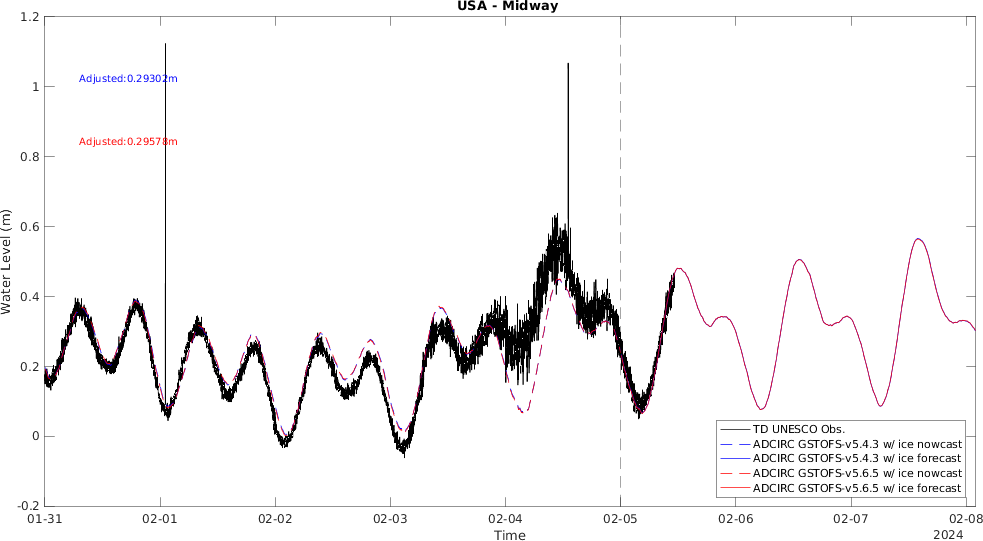 USA - Midway
1.2
1
0.8
0.6
0.4
0.2
0
-0.2
Water Level (m)
Adjusted:0.29302m
Adjusted:0.29578m
TD UNESCO Obs.
ADCIRC GSTOFS-v5.4.3 w/ ice nowcast
ADCIRC GSTOFS-v5.4.3 w/ ice forecast
ADCIRC GSTOFS-v5.6.5 w/ ice nowcast
ADCIRC GSTOFS-v5.6.5 w/ ice forecast
01-31 02-01 02-02 02-03 02-04 02-05 02-06 02-07 02-08
Time
2024